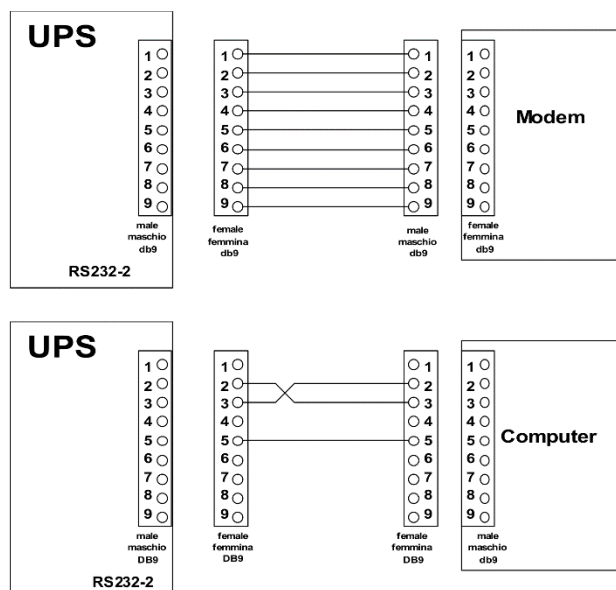 UPS
1 1 1 1
2 2 2 2
3 3 3 3
4 4 4 4
5 5 5 5
6 6 6 6
7 7 7 7
8 8 8 8
9 9 9 9
Modem
male
maschio
db9
female
femmina
db9
male
maschio
db9
female
femmina
db9
RS232-2
UPS
1 1 1 1
2 2 2 2
3 3 3 3
4 4 4 4
5 5 5 5
6 6 6 6
7 7 7 7
8 8 8 8
9 9 9 9
Computer
male
maschio
DB9
female
femmina
DB9
female
femmina
DB9
male
maschio
db9
RS232-2